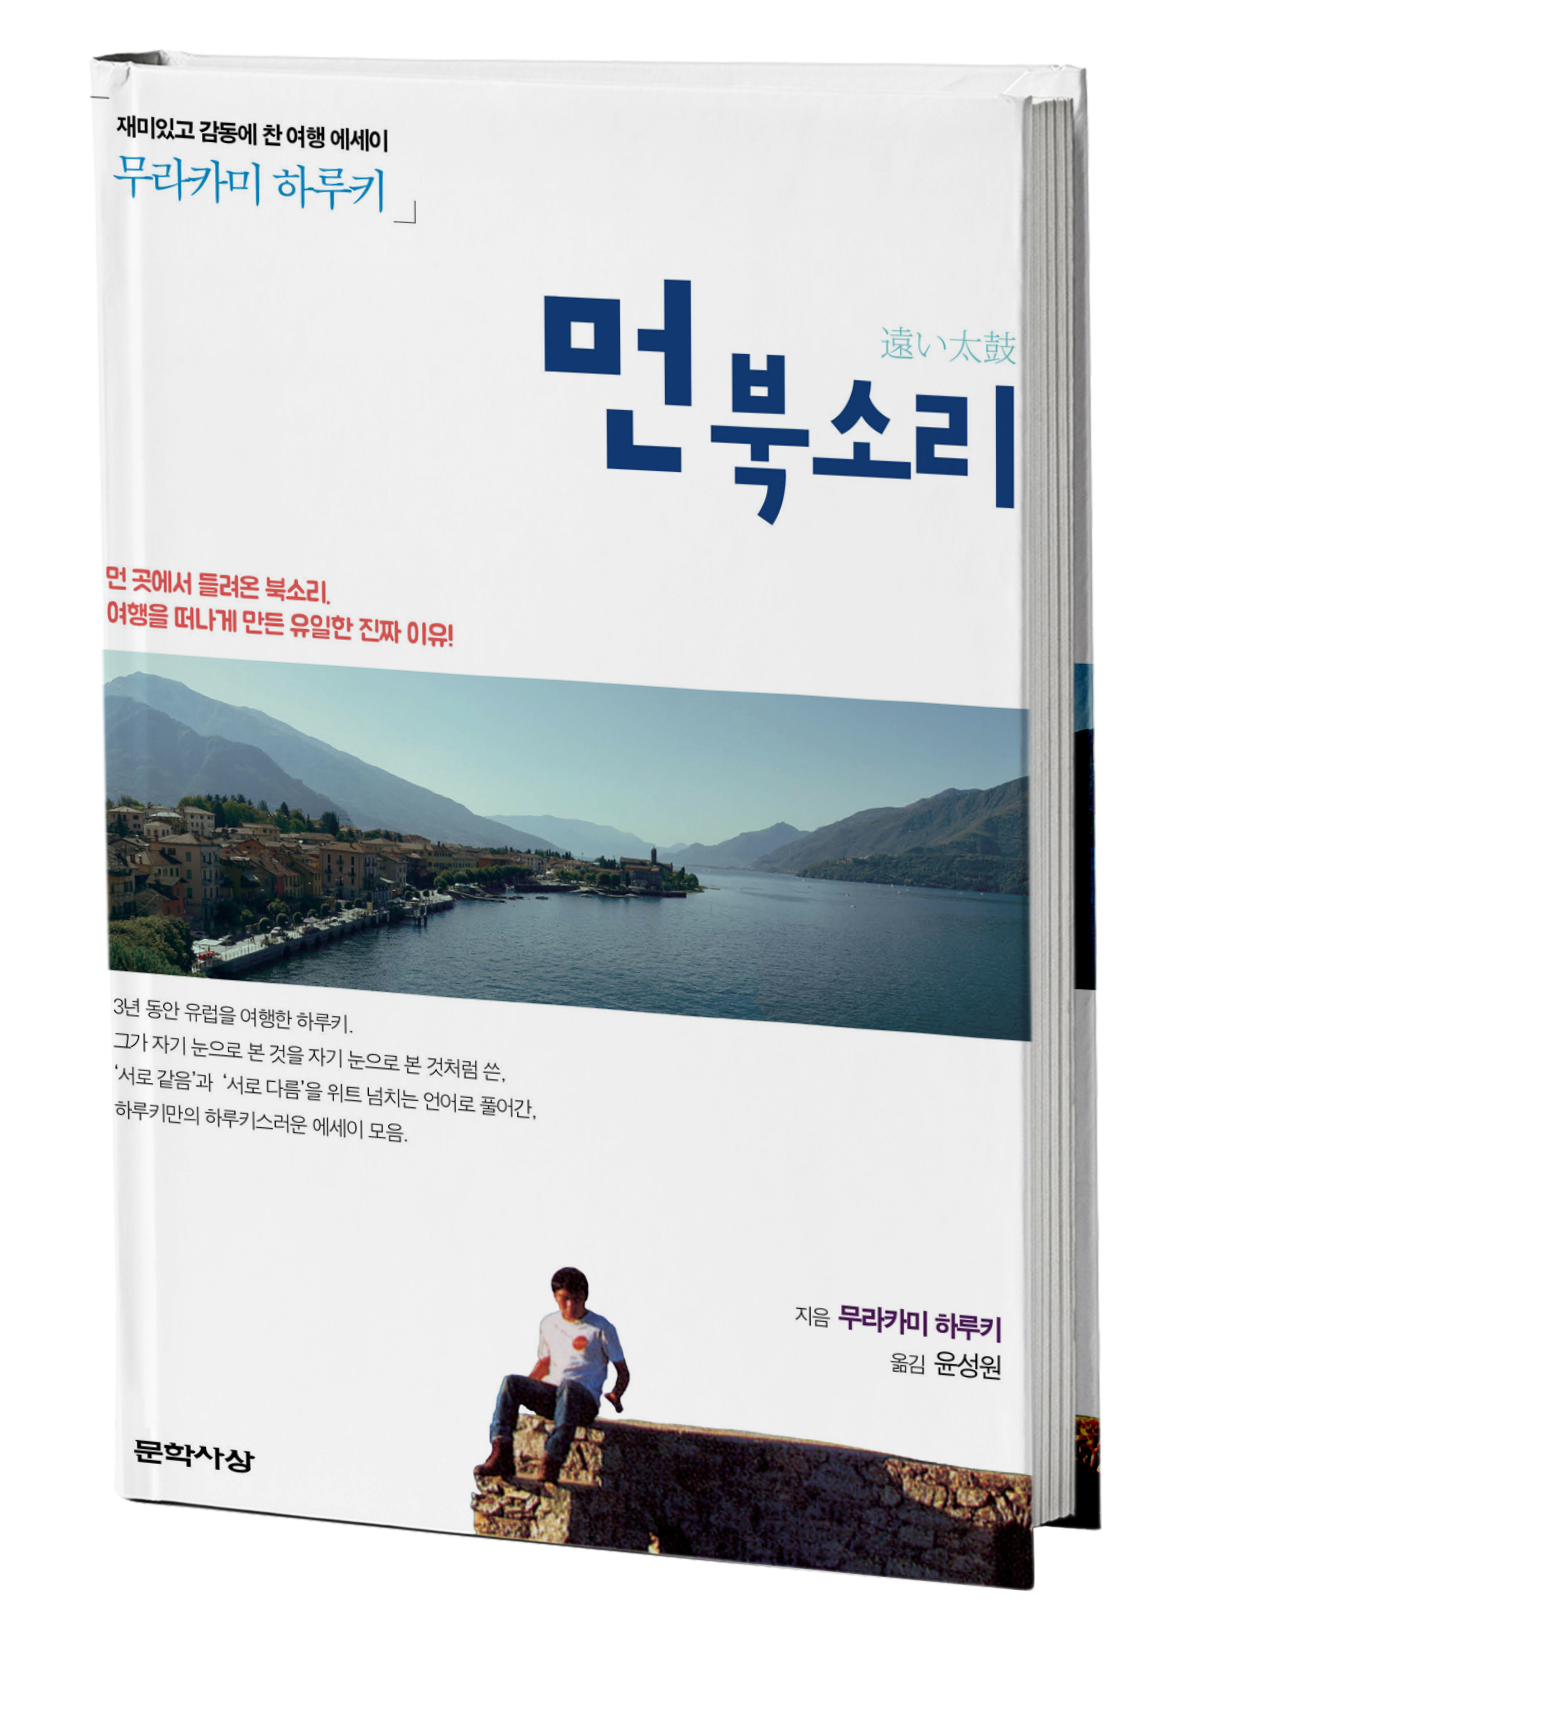 재미있고 감동에 찬 여행 에세이
무라카미 하루키
遠い太鼓
먼 북소리
먼 곳에서 들려온 북소리.
여행을 떠나게 만든 유일한 진짜 이유!
3년 동안 유럽을 여행한 하루키.
그가 자기 눈으로 본 것을 자기 눈으로 본 것처럼 쓴,
‘서로 같음’과 ‘서로 다름’을 위트 넘치는 언어로 풀어간,
하루키만의 하루키스러운 에세이 모음.
지음 무라카미 하루키
옮김 윤성원
문학사상